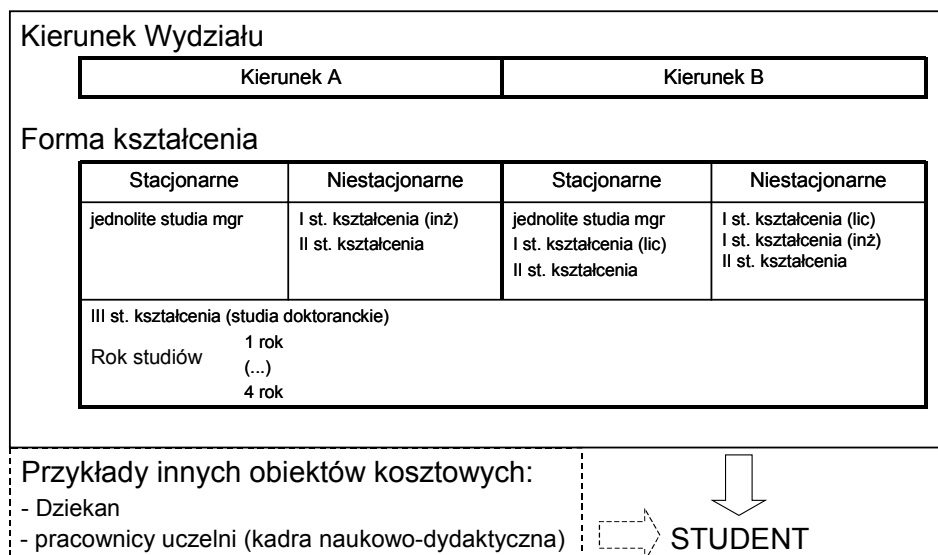 Kierunek Wydziału
Kierunek A
Kierunek B
Forma kształcenia
Stacjonarne
Niestacjonarne
Stacjonarne
Niestacjonarne
jednolite studia mgr
I st. kształcenia (inż)
II st. kształcenia
jednolite studia mgr
I st. kształcenia (lic)
II st. kształcenia
I st. kształcenia (lic)
I st. kształcenia (inż)
II st. kształcenia
III st. kształcenia (studia doktoranckie)
Rok studiów
1 rok
(...)
4 rok
Przykłady innych obiektów kosztowych:
- Dziekan
- pracownicy uczelni (kadra naukowo-dydaktyczna)
STUDENT